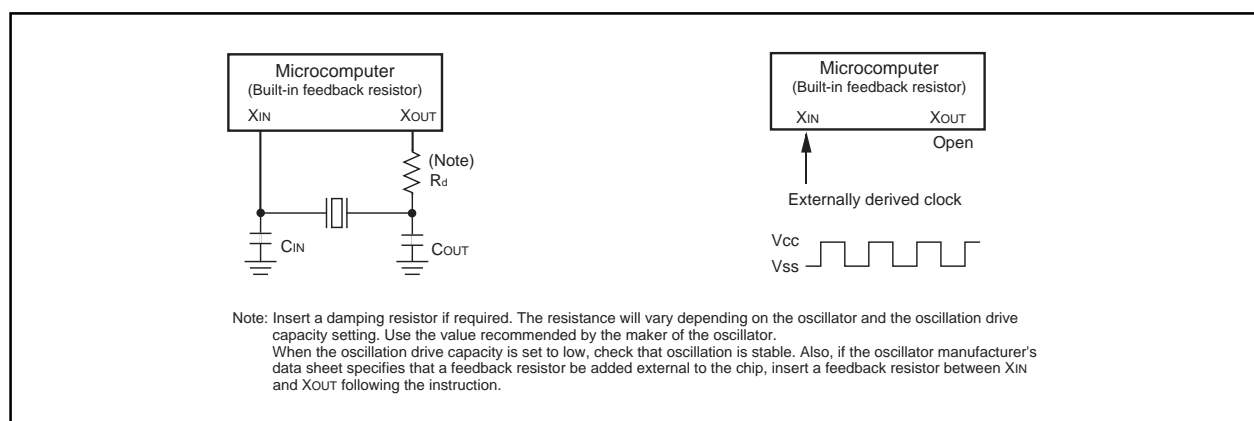 Microcomputer
(Built-in feedback resistor)
XIN XOUT
(Note)
Rd
CIN
COUT
Microcomputer
(Built-in feedback resistor)
XIN XOUT
Open
Externally derived clock
Vcc
Vss
Note: Insert a damping resistor if required. The resistance will vary depending on the oscillator and the oscillation drive
capacity setting. Use the value recommended by the maker of the oscillator.
When the oscillation drive capacity is set to low, check that oscillation is stable. Also, if the oscillator manufacturer's
data sheet specifies that a feedback resistor be added external to the chip, insert a feedback resistor between XIN
and XOUT following the instruction.